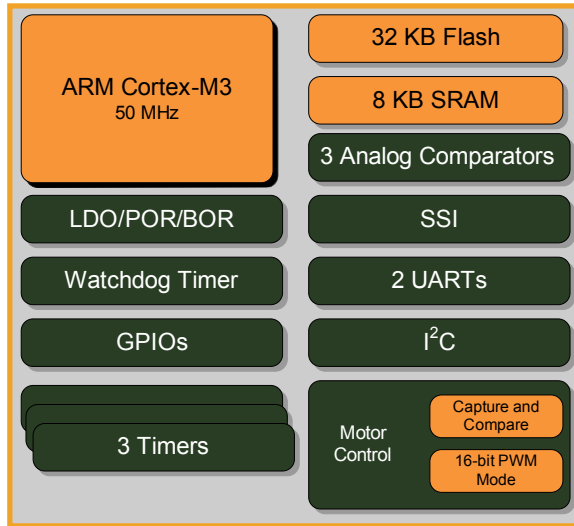 ARM Cortex-M3
50 MHz
32 KB Flash
8 KB SRAM
3 Analog Comparators
LDO/POR/BOR
SSI
Watchdog Timer
2 UARTs
GPIOs
I²C
3 Timers
Motor
Control
Capture and
Compare
16-bit PWM
Mode